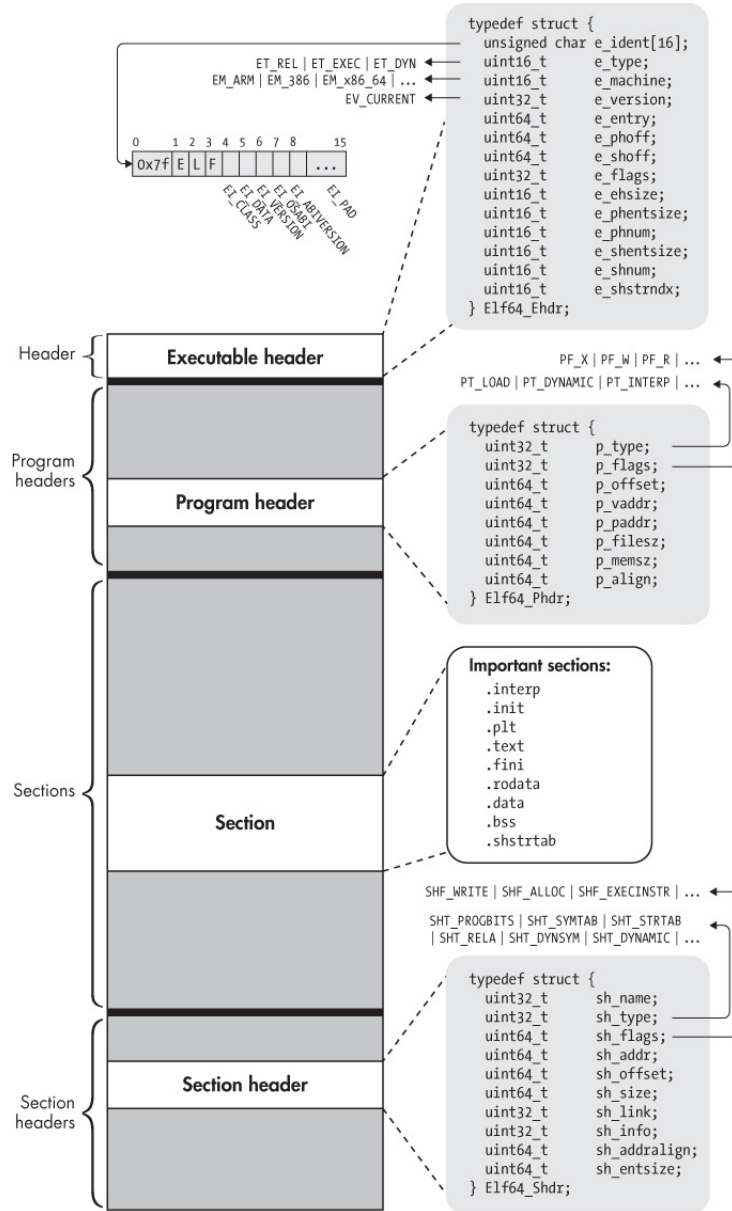 typedef struct {
unsigned char e_ident[16];
uint16_t e_type;
uint16_t e_machine;
uint32_t e_version;
uint64_t e_entry;
uint64_t e_phoff;
uint64_t e_shoff;
uint32_t e_flags;
uint16_t e_ehsize;
uint16_t e_phentsize;
uint16_t e_phnum;
uint16_t e_shentsize;
uint16_t e_shnum;
uint16_t e_shstrndx;
} Elf64_Ehdr;
ET_REL | ET_EXEC | ET_DYN
EM_ARM | EM_386 | EM_x86_64 | ...
EV_CURRENT
0 1 2 3 4 5 6 7 8 15
0x7f E L F ...
EI_CLASS
EI_DATA
EI_VERSION
EI_OSABI
EI_ABIVERSION
EI_PAD
Header
Executable header
PF_X | PF_W | PF_R | ...
PT_LOAD | PT_DYNAMIC | PT_INTERP | ...
Program
headers
Program header
typedef struct {
uint32_t p_type;
uint32_t p_flags;
uint64_t p_offset;
uint64_t p_vaddr;
uint64_t p_paddr;
uint64_t p_filesz;
uint64_t p_memsz;
uint64_t p_align;
} Elf64_Phdr;
Sections
Section
Important sections:
.interp
.init
.plt
.text
.fini
.rodata
.data
.bss
.shstrtab
SHF_WRITE | SHF_ALLOC | SHF_EXECINSTR | ...
SHT_PROGBITS | SHT_SYMTAB | SHT_STRTAB
| SHT_RELA | SHT_DYNSYM | SHT_DYNAMIC | ...
Section
headers
Section header
typedef struct {
uint32_t sh_name;
uint32_t sh_type;
uint64_t sh_flags;
uint64_t sh_addr;
uint64_t sh_offset;
uint64_t sh_size;
uint32_t sh_link;
uint32_t sh_info;
uint64_t sh_addralign;
uint64_t sh_entsize;
} Elf64_Shdr;